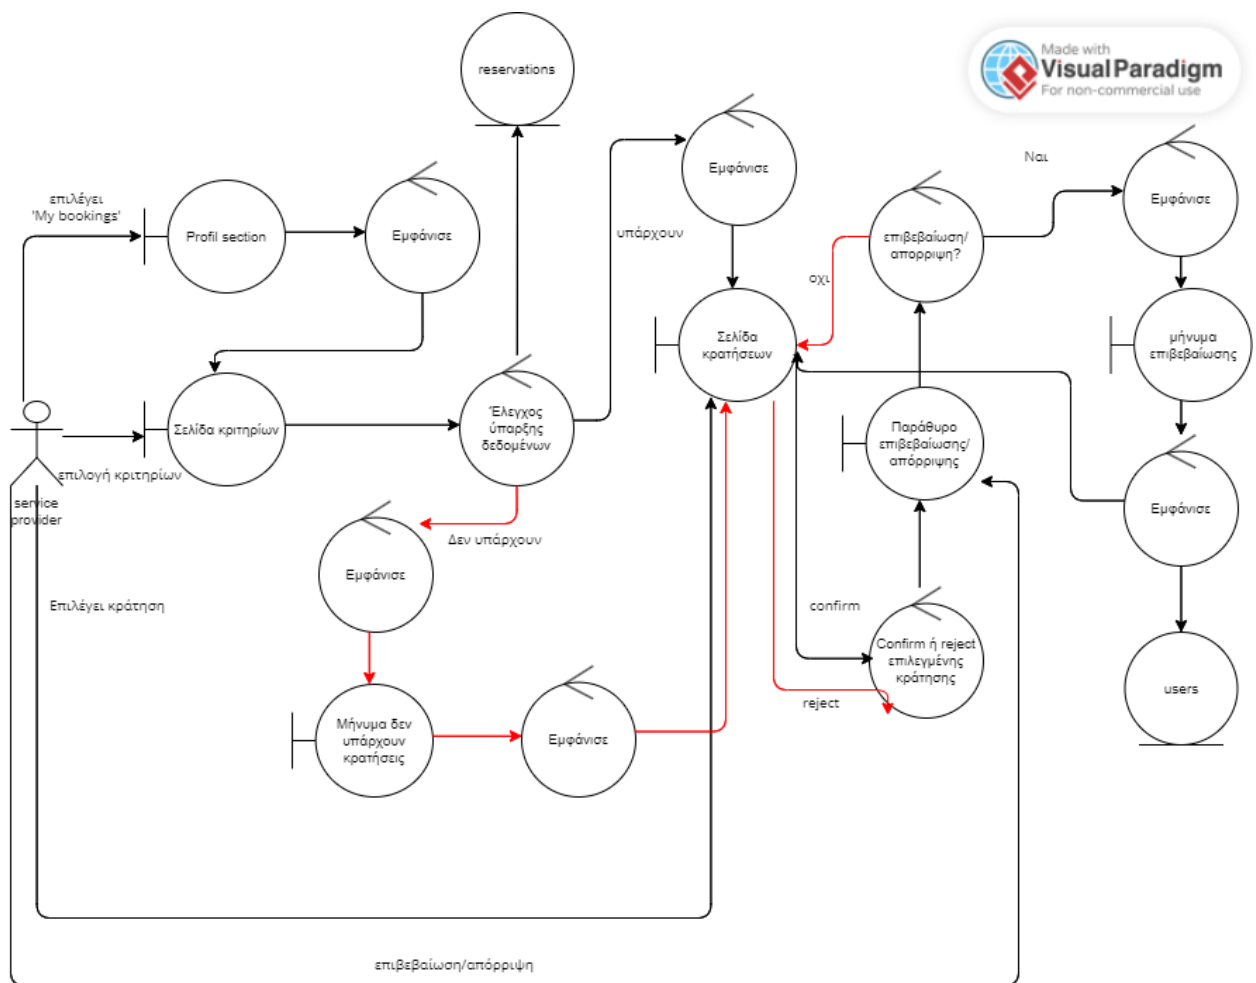 reservations
Made with
Visual Paradigm
For non-commercial use
Εμφάνισε
Ναι
επιλέγει
'My bookings'
Profil section
Εμφάνισε
υπάρχουν
επιβεβαίωση/
απορριψη?
Εμφάνισε
οχι
Σελίδα
κρατήσεων
μήνυμα
επιβεβαίωσης
Σελίδα κριτηρίων
Έλεγχος
ύπαρξης
δεδομένων
Παράθυρο
επιβεβαίωσης/
απόρριψης
επιλογή κριτηρίων
service
provider
Δεν υπάρχουν
Εμφάνισε
Εμφάνισε
Επιλέγει κράτηση
confirm
Confirm ή reject
επιλεγμένης
κράτησης
users
reject
Μήνυμα δεν
υπάρχουν
κρατήσεις
Εμφάνισε
επιβεβαίωση/απόρριψη